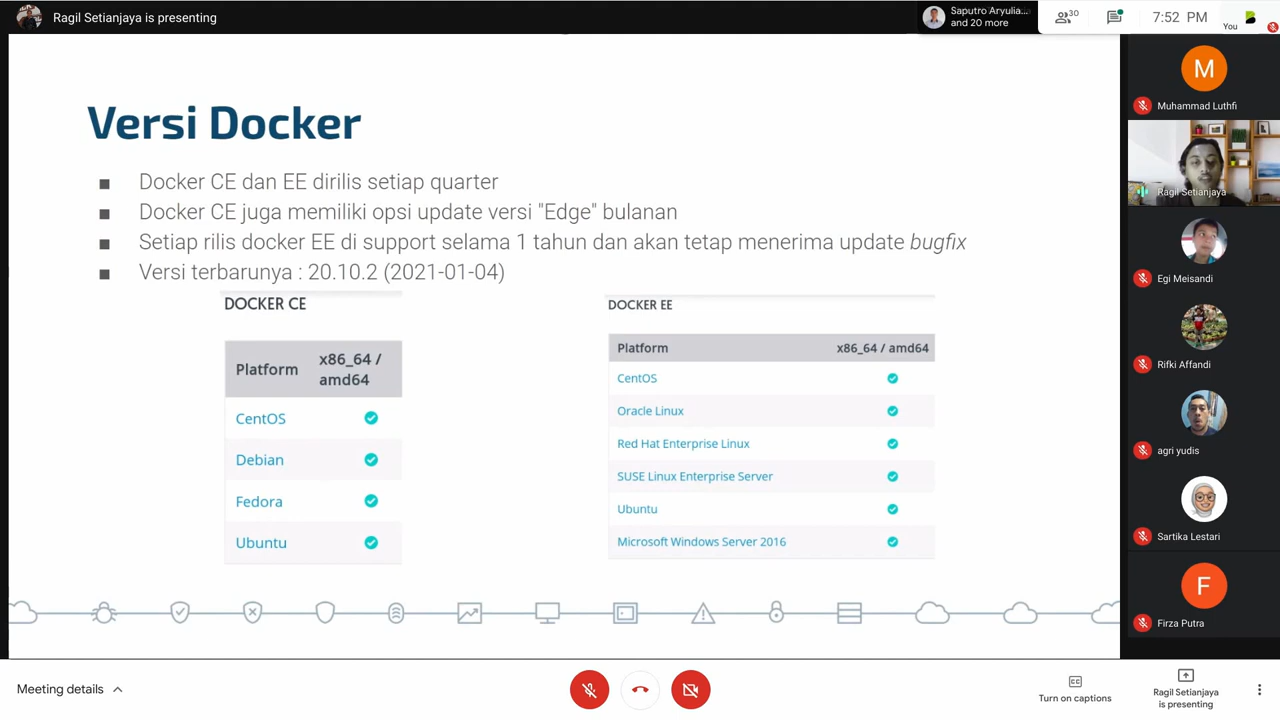 Ragil Setianjaya is presenting
Saputro Aryulia...
and 20 more
30
7:52 PM
You
Versi Docker
Docker CE dan EE dirilis setiap quarter
Docker CE juga memiliki opsi update versi "Edge" bulanan
Setiap rilis docker EE di support selama 1 tahun dan akan tetap menerima update bugfix
Versi terbarunya : 20.10.2 (2021-01-04)
DOCKER CE
Platform x86_64 / amd64
CentOS
Debian
Fedora
Ubuntu
DOCKER EE
Platform x86_64 / amd64
CentOS
Oracle Linux
Red Hat Enterprise Linux
SUSE Linux Enterprise Server
Ubuntu
Microsoft Windows Server 2016
M
Muhammad Luthfi
Ragil Setianjaya
Egi Meisandi
Rifki Affandi
agri yudis
Sartika Lestari
F
Firza Putra
Meeting details
Turn on captions
Ragil Setianjaya
is presenting